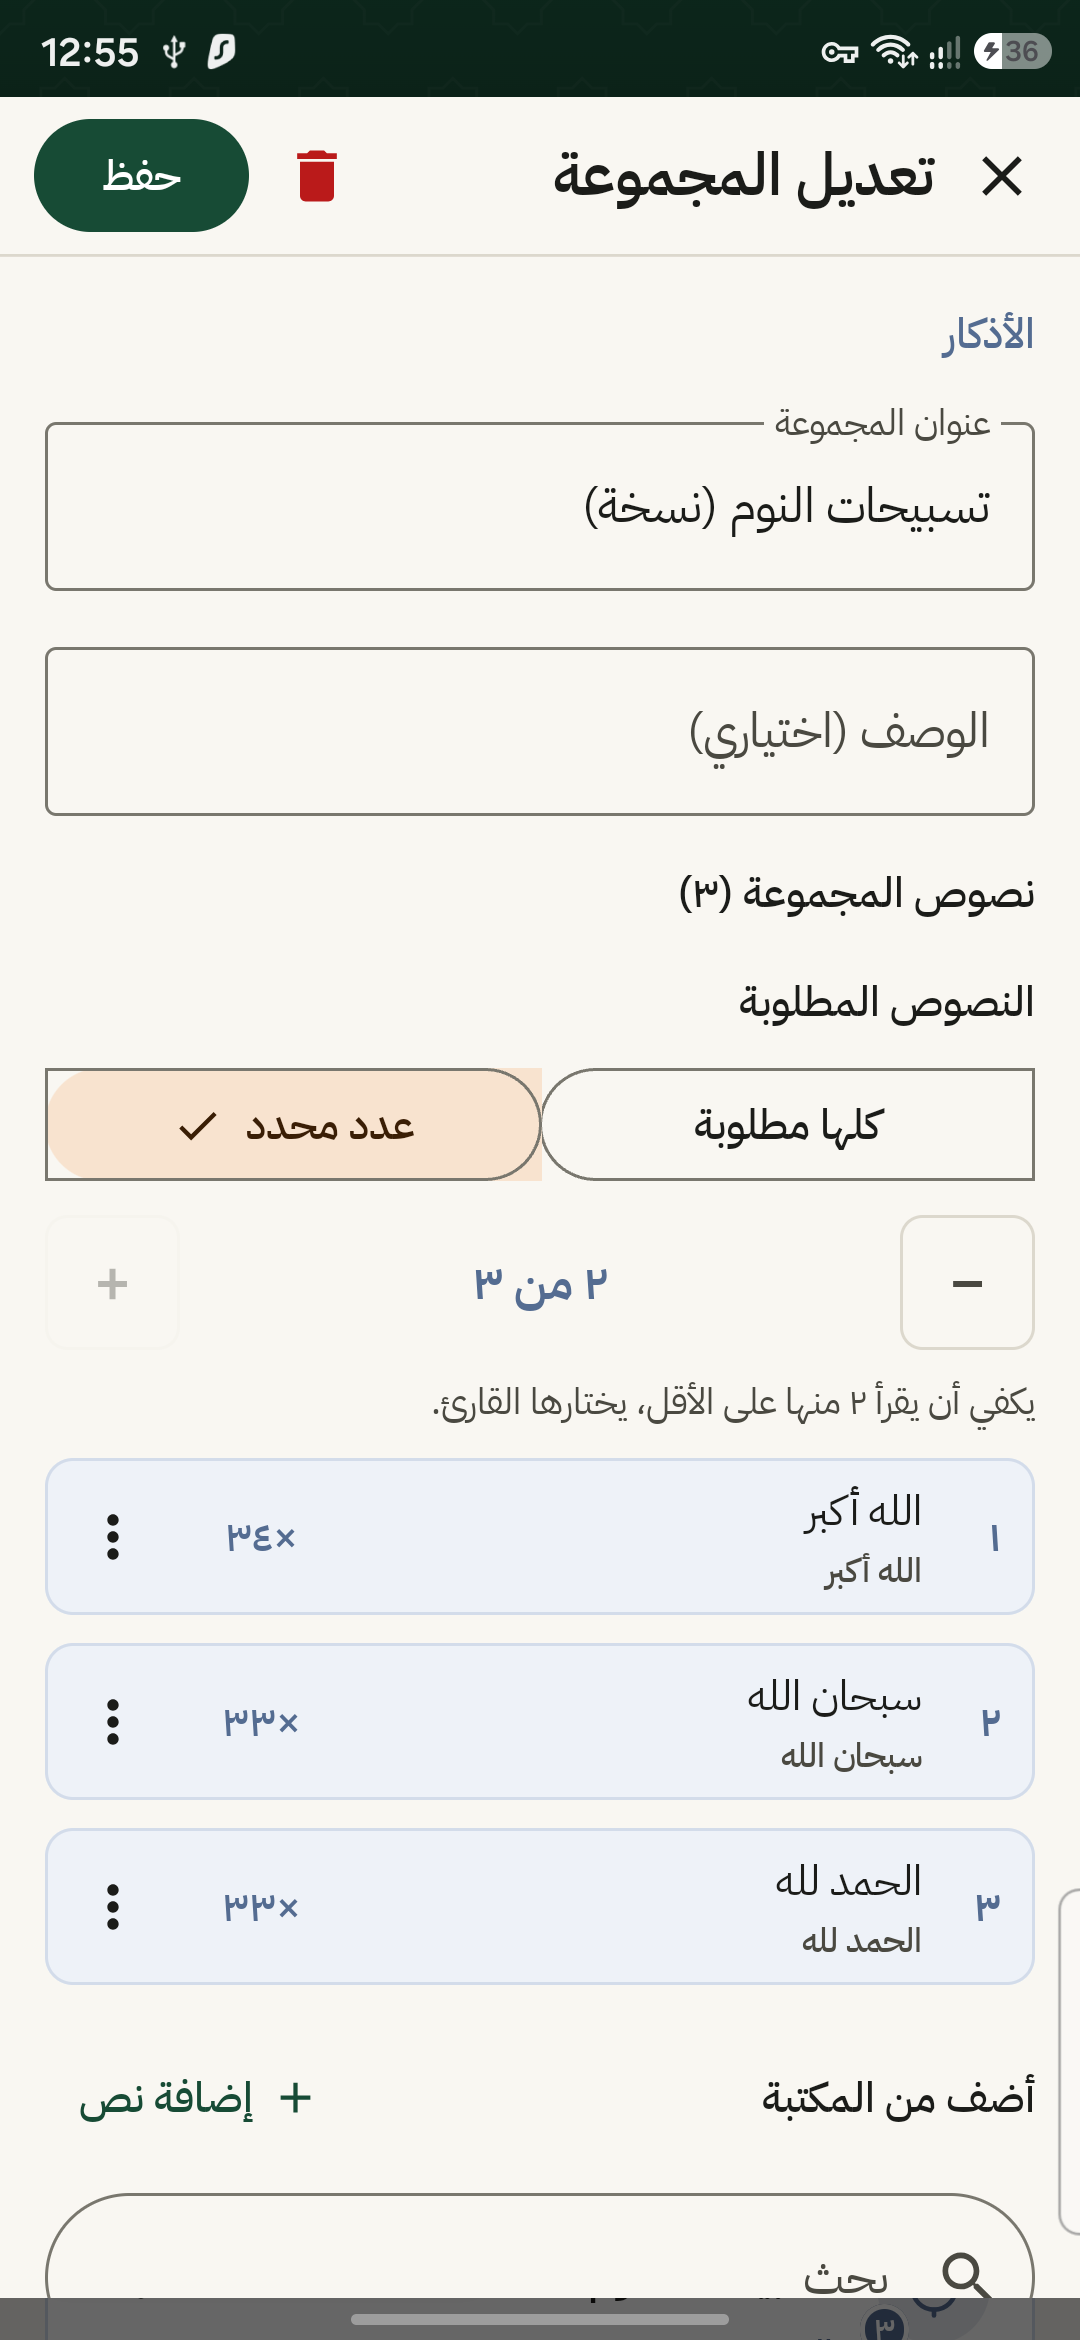 12:55
36
تعديل المجموعة
حفظ
الأذكار
عنوان المجموعة
تسبيحات النوم (نسخة)
الوصف (اختياري)
نصوص المجموعة (٣)
النصوص المطلوبة
كلها مطلوبة
عدد محدد
− ٢ من ٣ +
يكفي أن يقرأ ٢ منها على الأقل، يختارها القارئ.
١
الله أكبر
الله أكبر
×٣٤
٢
سبحان الله
سبحان الله
×٣٣
٣
الحمد لله
الحمد لله
×٣٣
أضف من المكتبة
+ إضافة نص
بحث
٣